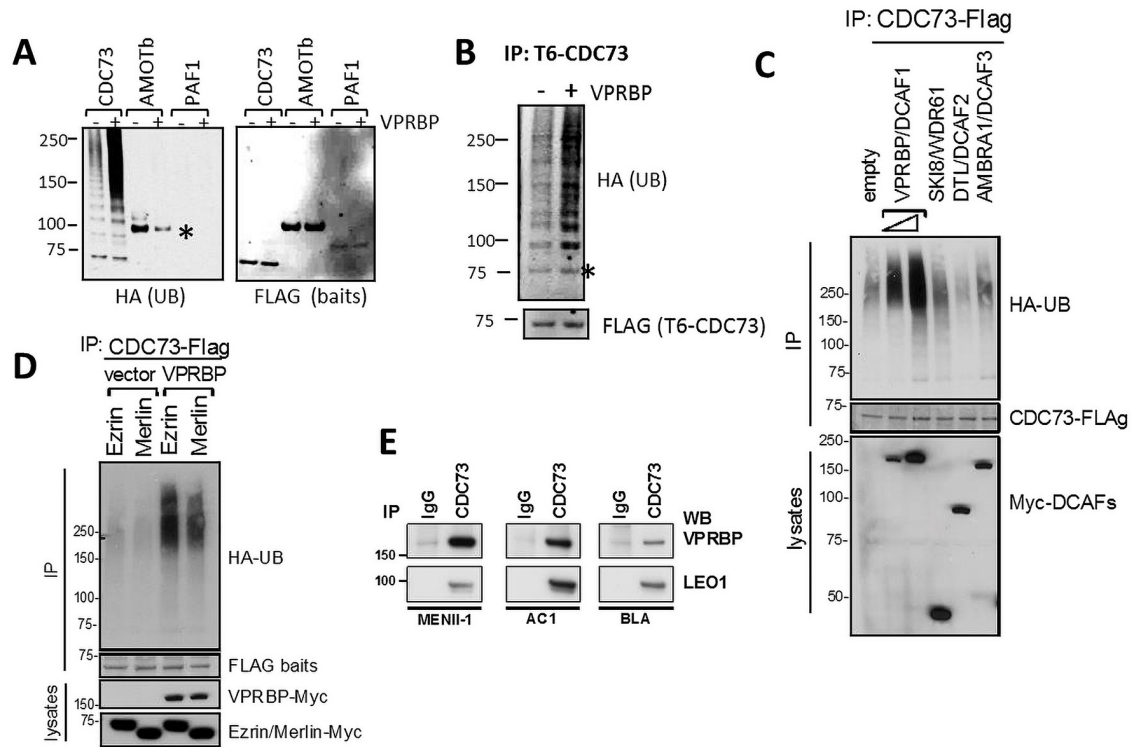 A
CDC73
AMOTb
PAF1
CDC73
AMOTb
PAF1
- + - + - + - + - + - + VPRBP
250
150
100
75
*
HA (UB)
FLAG (baits)
B
IP: T6-CDC73
- + VPRBP
250
150
100
75
*
HA (UB)
75
FLAG (T6-CDC73)
C
IP: CDC73-Flag
empty
VPRBP/DCAF1
SKI8/WDR61
DTL/DCAF2
AMBRA1/DCAF3
IP
250-
150-
100-
75-
HA-UB
75-
CDC73-FLAg
lysates
250-
150-
100-
75-
50-
Myc-DCAFs
D
IP: CDC73-Flag
vector VPRBP
Ezrin
Merlin
Ezrin
Merlin
IP
250-
150-
100-
75-
HA-UB
75-
FLAG baits
lysates
150-
VPRBP-Myc
75-
Ezrin/Merlin-Myc
E
IP
IgG
CDC73
IgG
CDC73
IgG
CDC73
WB
VPRBP
150
100
LEO1
MENII-1
AC1
BLA